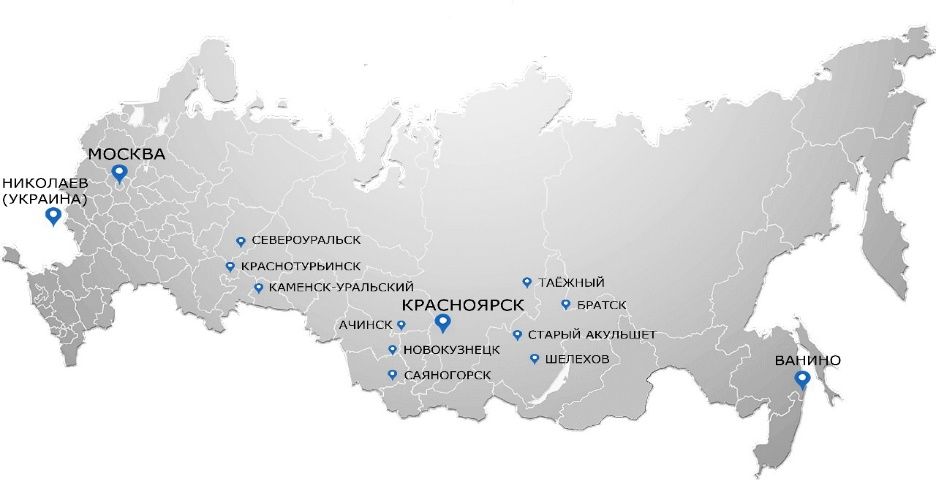 МОСКВА
НИКОЛАЕВ
(УКРАИНА)
СЕВЕРОУРАЛЬСК
КРАСНОТУРЬИНСК
КАМЕНСК-УРАЛЬСКИЙ
ТАЁЖНЫЙ
КРАСНОЯРСК
БРАТСК
АЧИНСК
СТАРЫЙ АКУЛЬШЕТ
НОВОКУЗНЕЦК
ШЕЛЕХОВ
ВАНИНО
САЯНОГОРСК